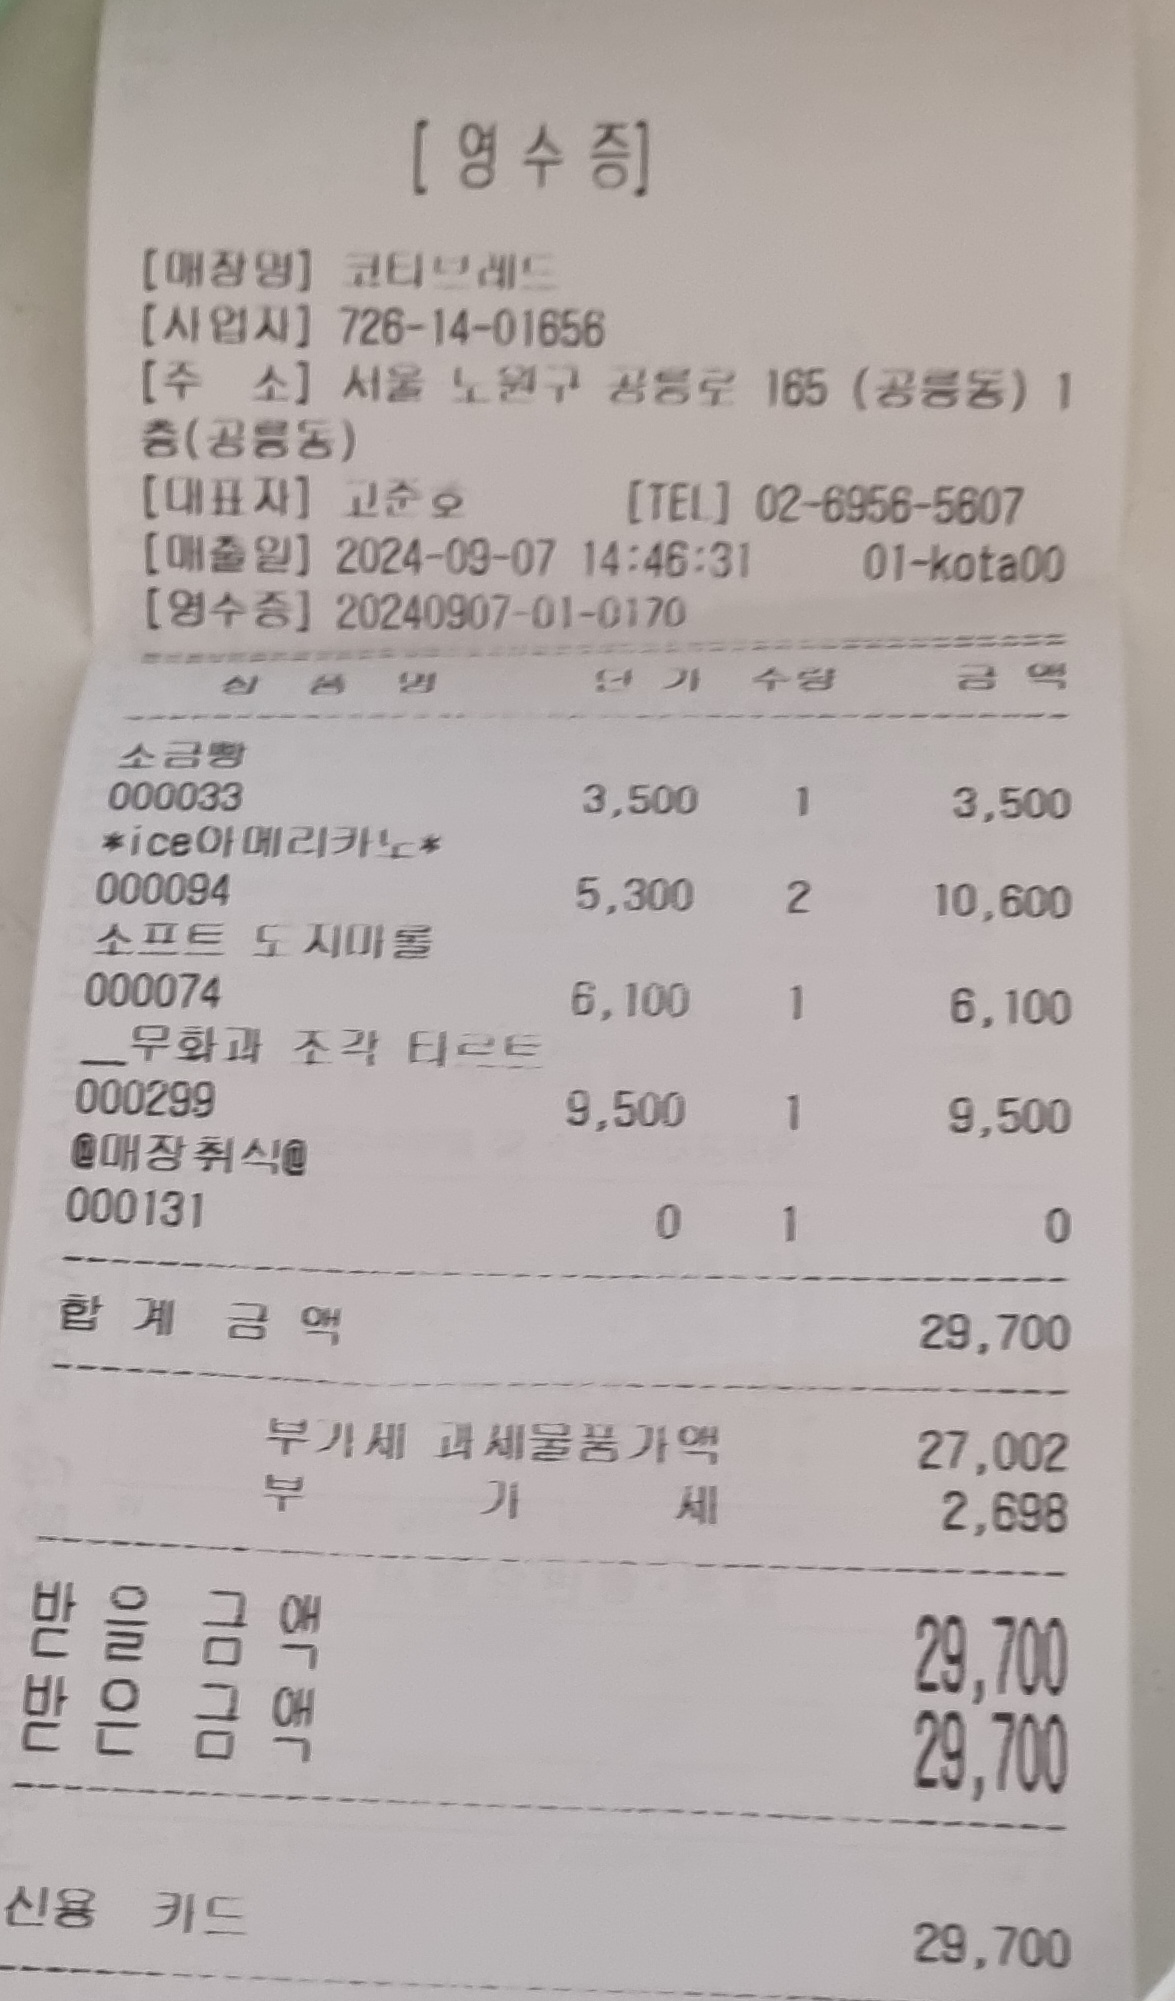 [ 영 수 증]
[매장명] 코티브레드
[사업자] 726-14-01656
[주 소] 서울 노원구 공릉로 165 (공릉동) 1
층(공릉동)
[대표자] 고준호 [TEL] 02-6956-5607
[매출일] 2024-09-07 14:46:31 01-kota00
[영수증] 20240907-01-0170
상 품 명 단 가 수량 금 액
소금빵
000033 3,500 1 3,500
*ice아메리카노*
000094 5,300 2 10,600
소프트 도지마롤
000074 6,100 1 6,100
__무화과 조각 타르트
000299 9,500 1 9,500
@매장취식@
000131 0 1 0
합 계 금 액 29,700
부가세 과세물품가액 27,002
부 가 세 2,698
받 을 금 액 29,700
받 은 금 액 29,700
신용 카드 29,700